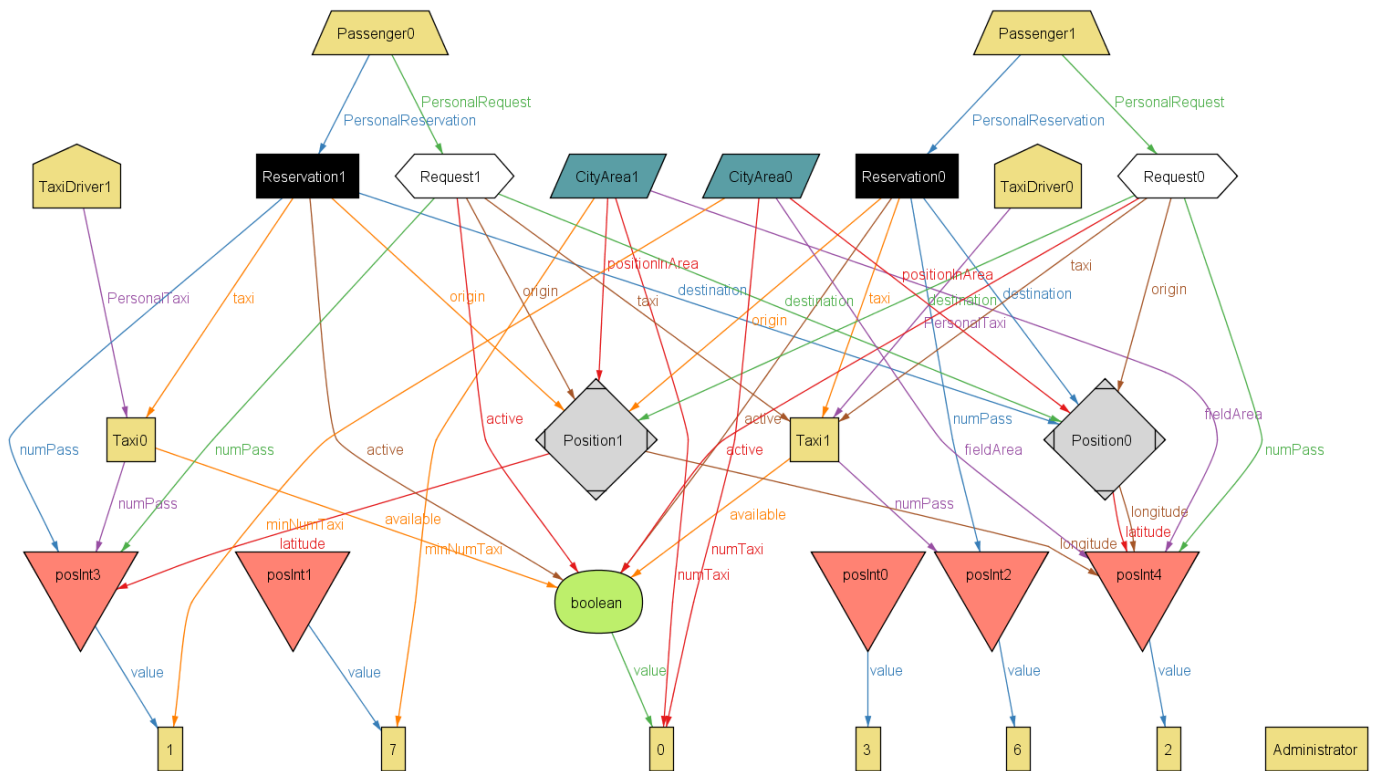 Passenger0
Passenger1
PersonalRequest
PersonalReservation
PersonalRequest
PersonalReservation
TaxiDriver1
Reservation1
Request1
CityArea1
CityArea0
Reservation0
TaxiDriver0
Request0
positionInArea
positionInArea
taxi
destination
origin
destination
destination
destination
origin
PersonalTaxi
taxi
origin
taxi
taxi
origin
PersonalTaxi
active
active
numPass
fieldArea
Taxi0
Position1
Taxi1
Position0
numPass
numPass
active
active
fieldArea
numPass
numPass
numPass
available
longitude
minNumTaxi
latitude
minNumTaxi
numTaxi
longitude
latitude
numTaxi
posInt3
posInt1
boolean
posInt0
posInt2
posInt4
value
value
value
value
value
value
1
7
0
3
6
2
Administrator
available